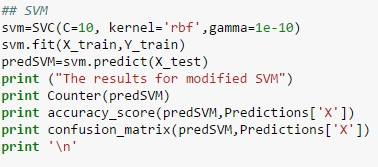 ## SVM
svm=SVC(C=10, kernel='rbf',gamma=1e-10)
svm.fit(X_train,Y_train)
predSVM=svm.predict(X_test)
print ("The results for modified SVM")
print Counter(predSVM)
print accuracy_score(predSVM,Predictions['X'])
print confusion_matrix(predSVM,Predictions['X'])
print '\n'